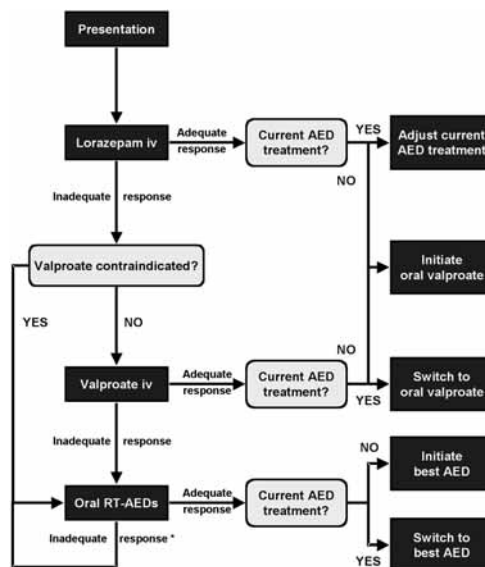 Presentation
Lorazepam iv
Adequate
response
Current AED
treatment?
YES
Adjust current
AED treatment
NO
Inadequate response
Initiate
oral valproate
Valproate contraindicated?
YES
NO
NO
Valproate iv
Adequate
response
Current AED
treatment?
YES
Switch to
oral valproate
Inadequate response
NO
Initiate
best AED
Oral RT-AEDs
Adequate
response
Current AED
treatment?
Inadequate response *
YES
Switch to
best AED